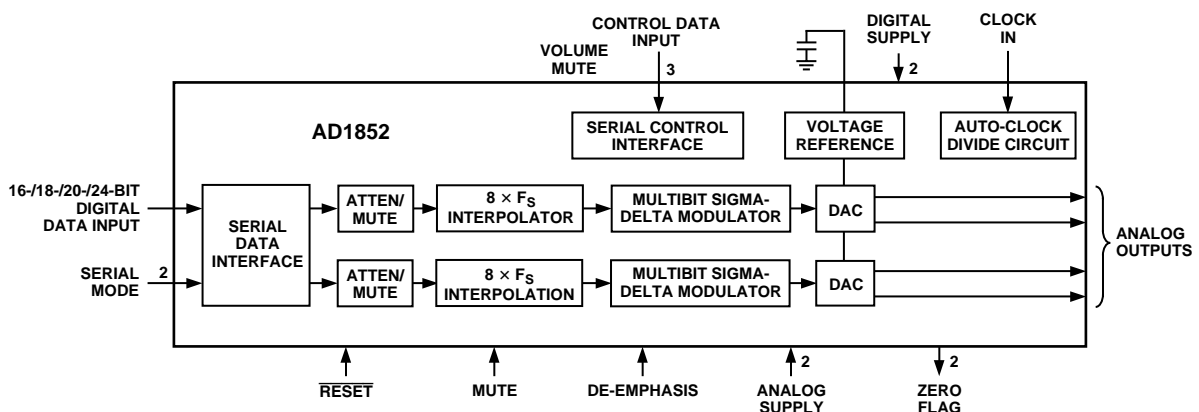 CONTROL DATA
INPUT
VOLUME
MUTE
3
DIGITAL
SUPPLY
2
CLOCK
IN
AD1852
SERIAL CONTROL
INTERFACE
VOLTAGE
REFERENCE
AUTO-CLOCK
DIVIDE CIRCUIT
16-/18-/20-/24-BIT
DIGITAL
DATA INPUT
SERIAL
MODE
2
SERIAL
DATA
INTERFACE
ATTEN/
MUTE
8 × FS
INTERPOLATOR
MULTIBIT SIGMA-
DELTA MODULATOR
DAC
ATTEN/
MUTE
8 × FS
INTERPOLATION
MULTIBIT SIGMA-
DELTA MODULATOR
DAC
ANALOG
OUTPUTS
RESET
MUTE
DE-EMPHASIS
2
ANALOG
SUPPLY
2
ZERO
FLAG